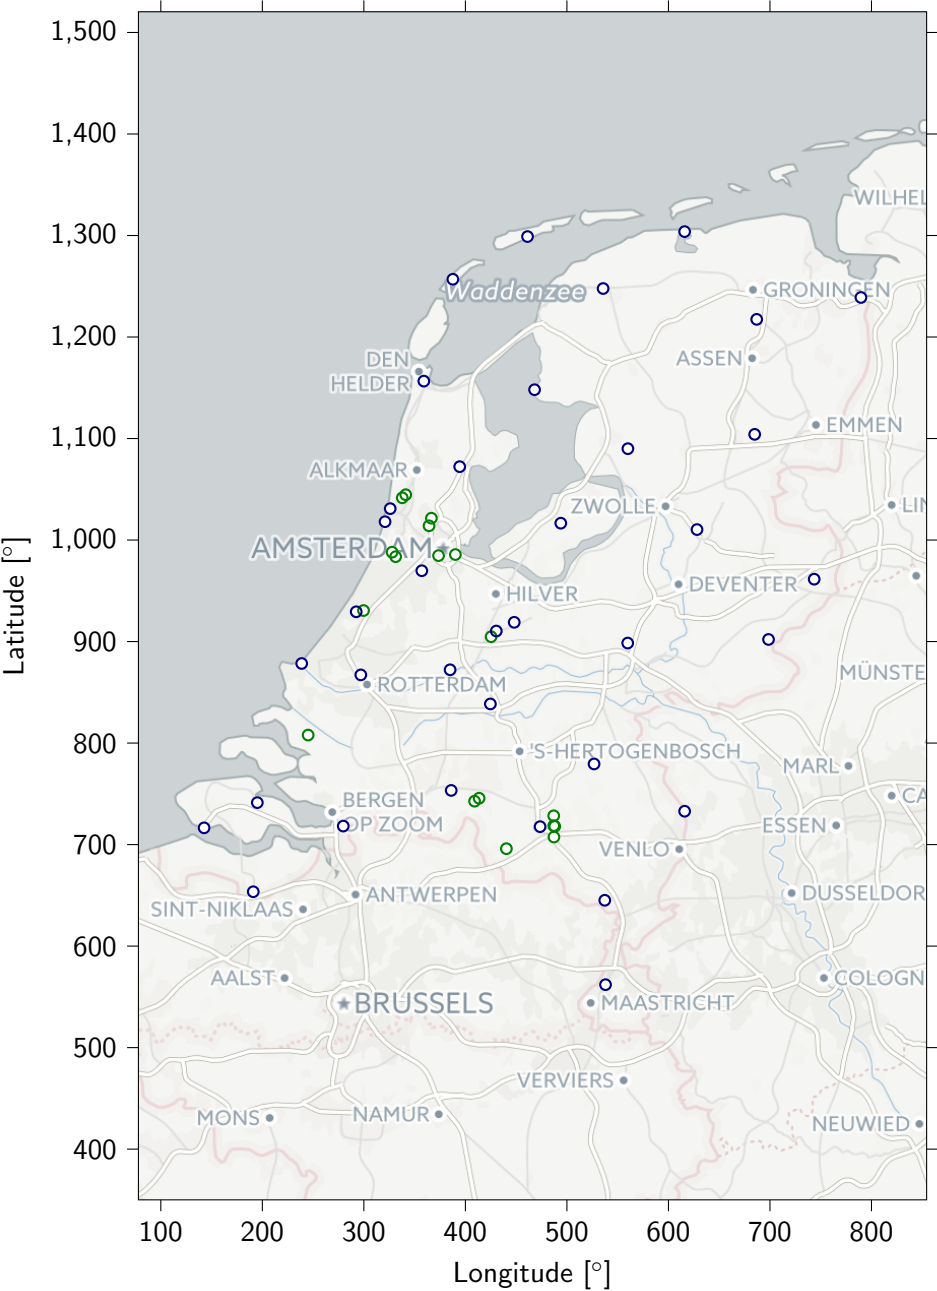 1,500
1,400
WILHEL
1,300
Waddenzee
GRONINGEN
1,200
DEN
HELDER
ASSEN
1,100
EMMEN
ALKMAAR
ZWOLLE
LIN
1,000
AMSTERDAM
DEVENTER
HILVER
900
MÜNSTE
ROTTERDAM
800
'S-HERTOGENBOSCH
MARL
BERGEN
OP ZOOM
CA
ESSEN
700
VENLO
ANTWERPEN
DUSSELDOR
SINT-NIKLAAS
600
AALST
COLOGN
BRUSSELS
MAASTRICHT
500
VERVIERS
MONS
NAMUR
NEUWIED
400
100 200 300 400 500 600 700 800
Longitude [°]
Latitude [°]